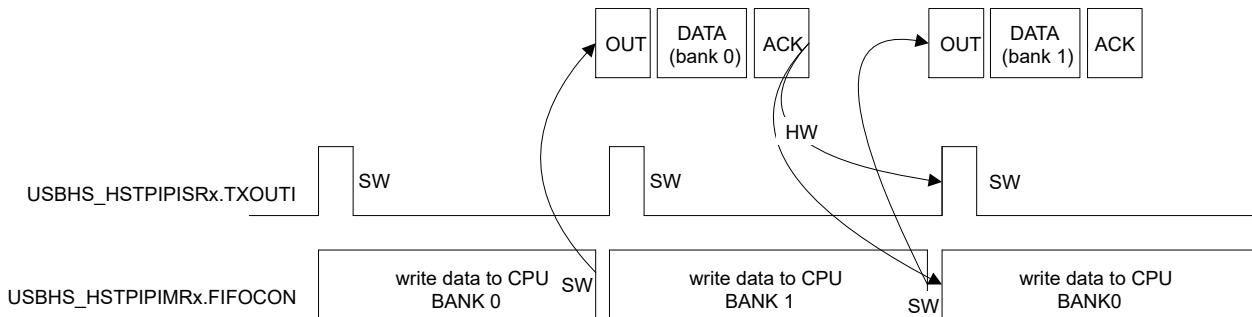 OUT
DATA
(bank 0)
ACK
OUT
DATA
(bank 1)
ACK
HW
USBHS_HSTPIPISRx.TXOUTI
SW
SW
SW
USBHS_HSTPIPIMRx.FIFOCON
write data to CPU
BANK 0
SW
write data to CPU
BANK 1
SW
write data to CPU
BANK0